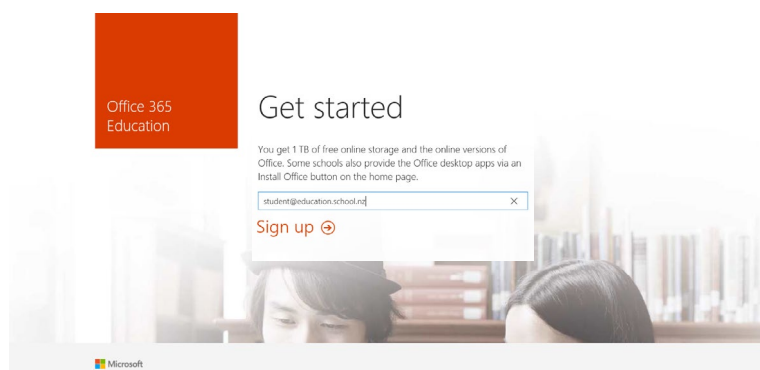 Office 365
Education
Get started
You get 1 TB of free online storage and the online versions of
Office. Some schools also provide the Office desktop apps via an
Install Office button on the home page.
student@education.school.nz
Sign up
Microsoft